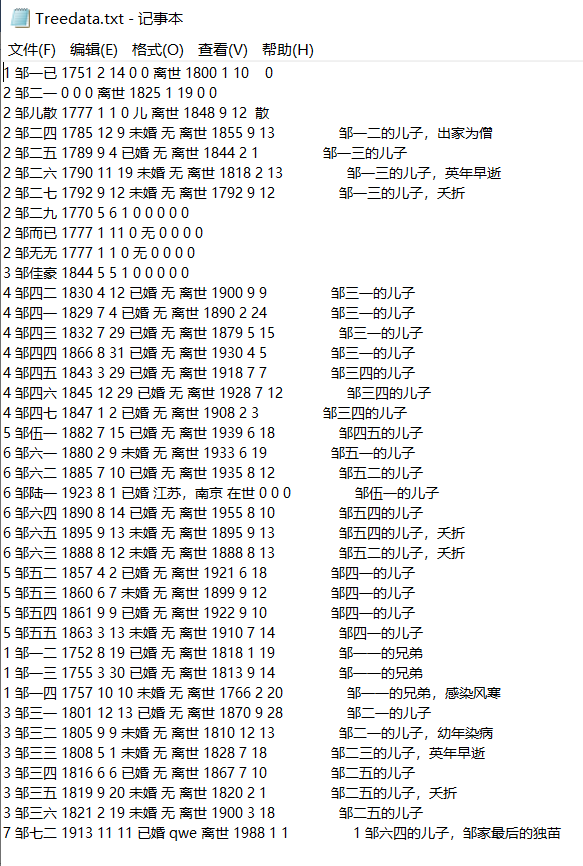 Treedata.txt - 记事本
文件(F) 编辑(E) 格式(O) 查看(V) 帮助(H)
1 邹一已 1751 2 14 0 0 离世 1800 1 10 0
2 邹二一 0 0 0 离世 1825 1 19 0 0
2 邹儿散 1777 1 1 0 儿 离世 1848 9 12 散
2 邹二四 1785 12 9 未婚 无 离世 1855 9 13 邹一二的儿子，出家为僧
2 邹二五 1789 9 4 已婚 无 离世 1844 2 1 邹一三的儿子
2 邹二六 1790 11 19 未婚 无 离世 1818 2 13 邹一三的儿子，英年早逝
2 邹二七 1792 9 12 未婚 无 离世 1792 9 12 邹一三的儿子，夭折
2 邹二九 1770 5 6 1 0 0 0 0 0
2 邹而已 1777 1 11 0 无 0 0 0 0
2 邹无无 1777 1 1 0 无 0 0 0 0
3 邹佳豪 1844 5 5 1 0 0 0 0 0
4 邹四二 1830 4 12 已婚 无 离世 1900 9 9 邹三一的儿子
4 邹四一 1829 7 4 已婚 无 离世 1890 2 24 邹三一的儿子
4 邹四三 1832 7 29 已婚 无 离世 1879 5 15 邹三一的儿子
4 邹四四 1866 8 31 已婚 无 离世 1930 4 5 邹三一的儿子
4 邹四五 1843 3 29 已婚 无 离世 1918 7 7 邹三四的儿子
4 邹四六 1845 12 29 已婚 无 离世 1928 7 12 邹三四的儿子
4 邹四七 1847 1 2 已婚 无 离世 1908 2 3 邹三四的儿子
5 邹伍一 1882 7 15 已婚 无 离世 1939 6 18 邹四五的儿子
6 邹六一 1880 2 9 未婚 无 离世 1933 6 19 邹五一的儿子
6 邹六二 1885 7 10 已婚 无 离世 1935 8 12 邹五二的儿子
6 邹陆一 1923 8 1 已婚 江苏，南京 在世 0 0 0 邹伍一的儿子
6 邹六四 1890 8 14 已婚 无 离世 1955 8 10 邹五四的儿子
6 邹六五 1895 9 13 未婚 无 离世 1895 9 13 邹五四的儿子，夭折
6 邹六三 1888 8 12 未婚 无 离世 1888 8 13 邹五二的儿子，夭折
5 邹五二 1857 4 2 已婚 无 离世 1921 6 18 邹四一的儿子
5 邹五三 1860 6 7 未婚 无 离世 1899 9 12 邹四一的儿子
5 邹五四 1861 9 9 已婚 无 离世 1922 9 10 邹四一的儿子
5 邹五五 1863 3 13 未婚 无 离世 1910 7 14 邹四一的儿子
1 邹一二 1752 8 19 已婚 无 离世 1818 1 19 邹一一的兄弟
1 邹一三 1755 3 30 已婚 无 离世 1813 9 14 邹一一的兄弟
1 邹一四 1757 10 10 未婚 无 离世 1766 2 20 邹一一的兄弟，感染风寒
3 邹三一 1801 12 13 已婚 无 离世 1870 9 28 邹二一的儿子
3 邹三二 1805 9 9 未婚 无 离世 1810 12 13 邹二一的儿子，幼年染病
3 邹三三 1808 5 1 未婚 无 离世 1828 7 18 邹二三的儿子，英年早逝
3 邹三四 1816 6 6 已婚 无 离世 1867 7 10 邹二五的儿子
3 邹三五 1819 9 20 未婚 无 离世 1820 2 1 邹二五的儿子，夭折
3 邹三六 1821 2 19 未婚 无 离世 1900 3 18 邹二五的儿子
7 邹七二 1913 11 11 已婚 qwe 离世 1988 1 1 1 邹六四的儿子，邹家最后的独苗